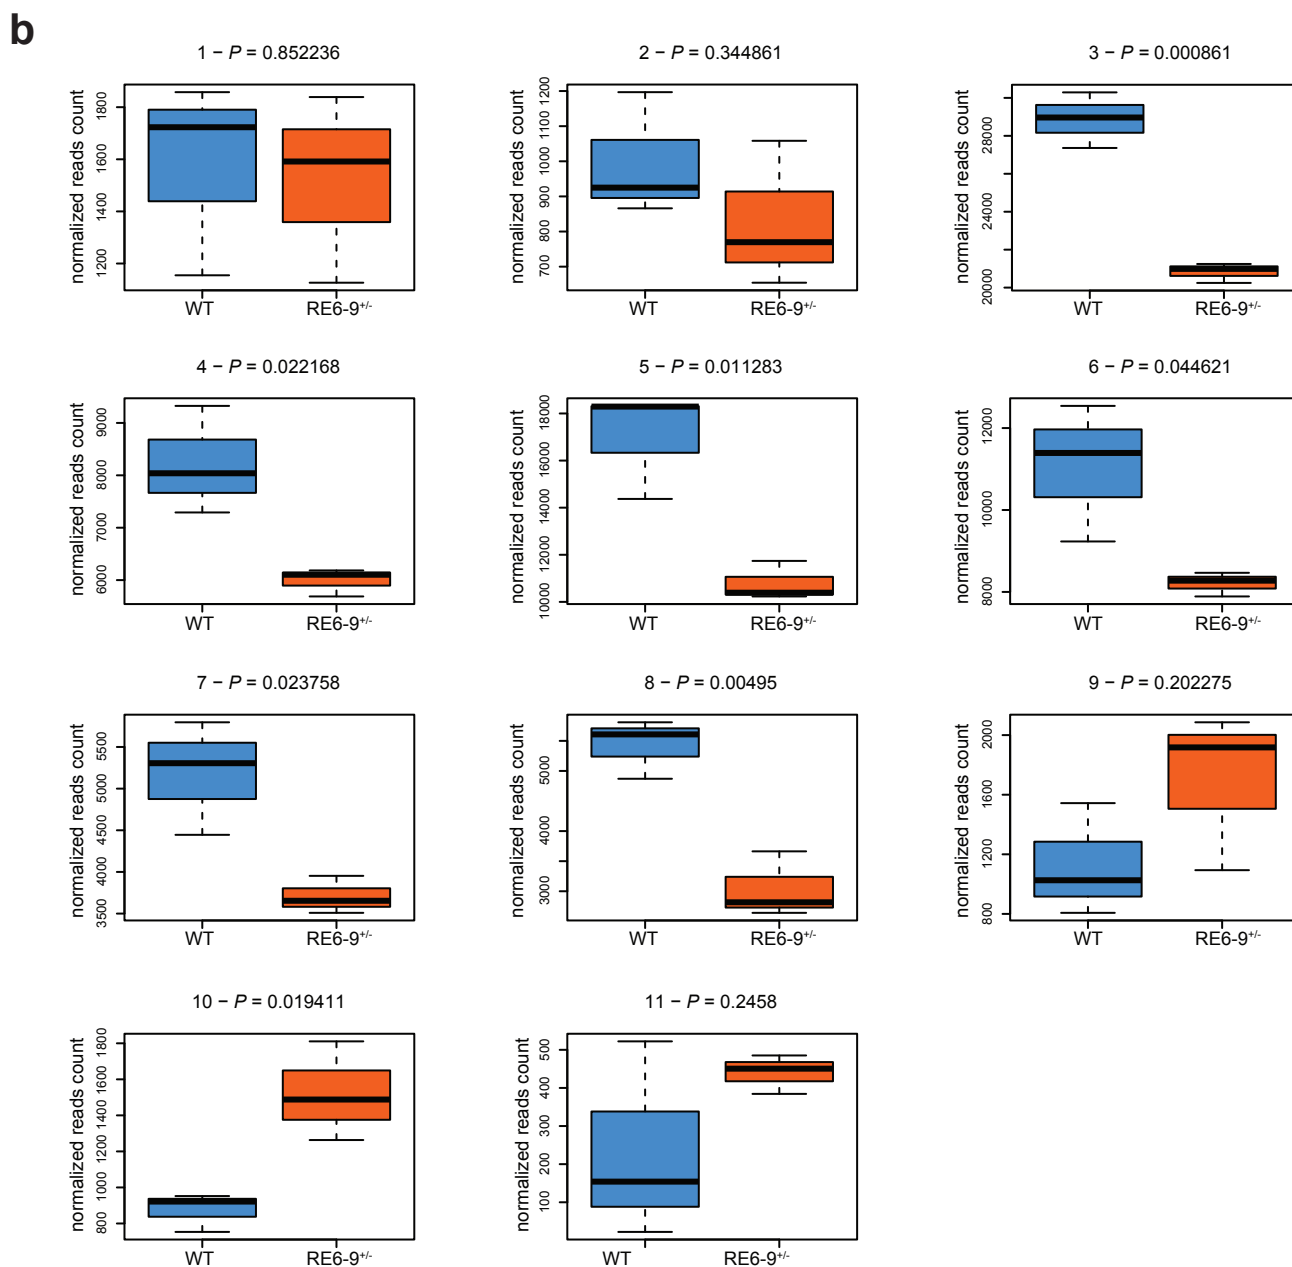 b
1 − P = 0.852236
normalized reads count
1200 1400 1600 1800
WT RE6-9+/-
2 − P = 0.344861
normalized reads count
700 800 900 1000 1100 1200
WT RE6-9+/-
3 − P = 0.000861
normalized reads count
20000 24000 28000
WT RE6-9+/-
4 − P = 0.022168
normalized reads count
6000 7000 8000 9000
WT RE6-9+/-
5 − P = 0.011283
normalized reads count
10000 12000 14000 16000 18000
WT RE6-9+/-
6 − P = 0.044621
normalized reads count
8000 10000 12000
WT RE6-9+/-
7 − P = 0.023758
normalized reads count
3500 4000 4500 5000 5500
WT RE6-9+/-
8 − P = 0.00495
normalized reads count
3000 4000 5000
WT RE6-9+/-
9 − P = 0.202275
normalized reads count
800 1200 1600 2000
WT RE6-9+/-
10 − P = 0.019411
normalized reads count
800 1000 1200 1400 1600 1800
WT RE6-9+/-
11 − P = 0.2458
normalized reads count
100 200 300 400 500
WT RE6-9+/-